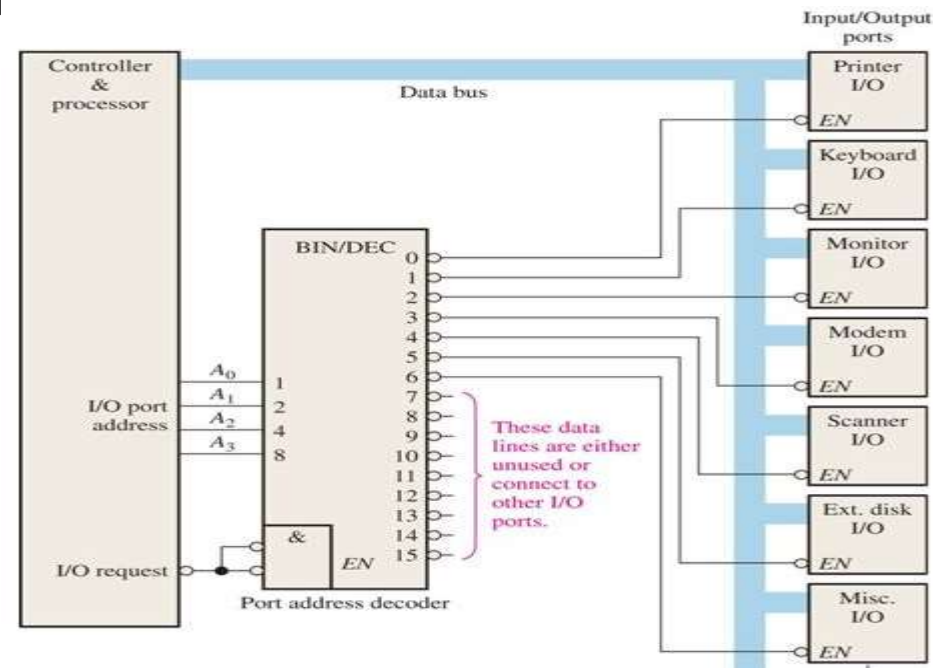 Input/Output
ports
Controller
&
processor
Data bus
Printer
I/O
EN
Keyboard
I/O
EN
Monitor
I/O
EN
Modem
I/O
EN
Scanner
I/O
EN
Ext. disk
I/O
EN
Misc.
I/O
EN
BIN/DEC
0
1
2
3
4
5
6
7
8
9
10
11
12
13
14
15
A0
A1
A2
A3
1
2
4
8
I/O port
address
These data
lines are either
unused or
connect to
other I/O
ports.
&
EN
I/O request
Port address decoder